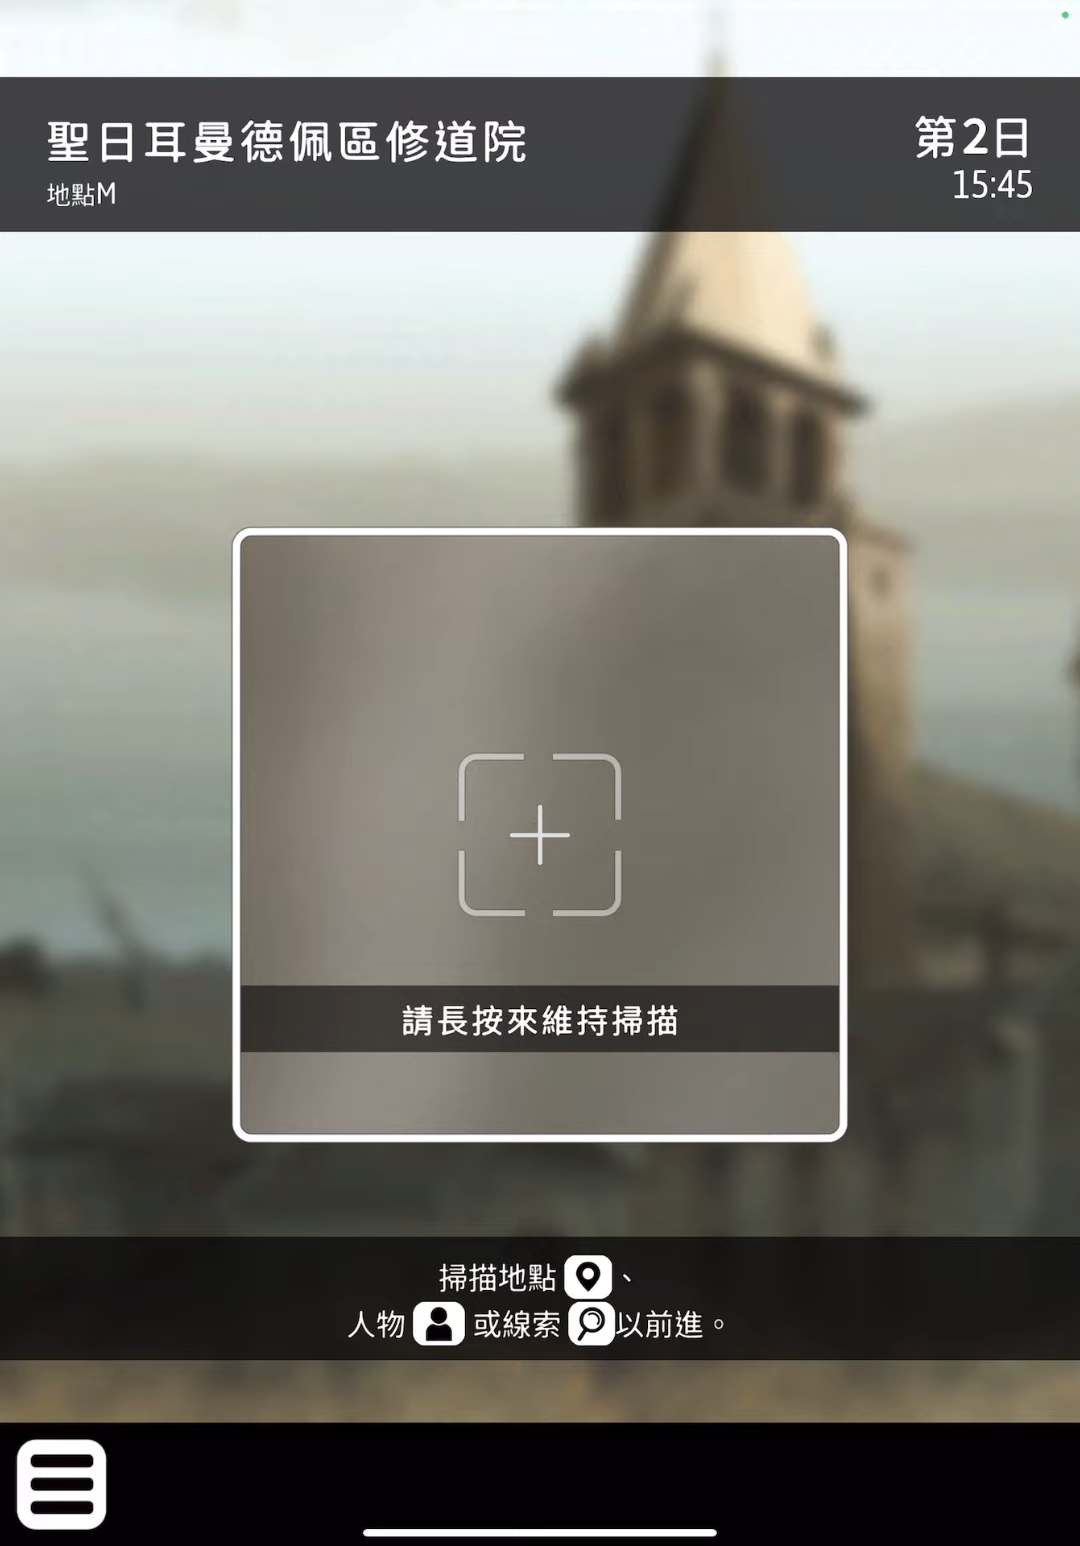 聖日耳曼德佩區修道院
地點M
第2日
15:45
請長按來維持掃描
掃描地點、
人物 或線索 以前進。